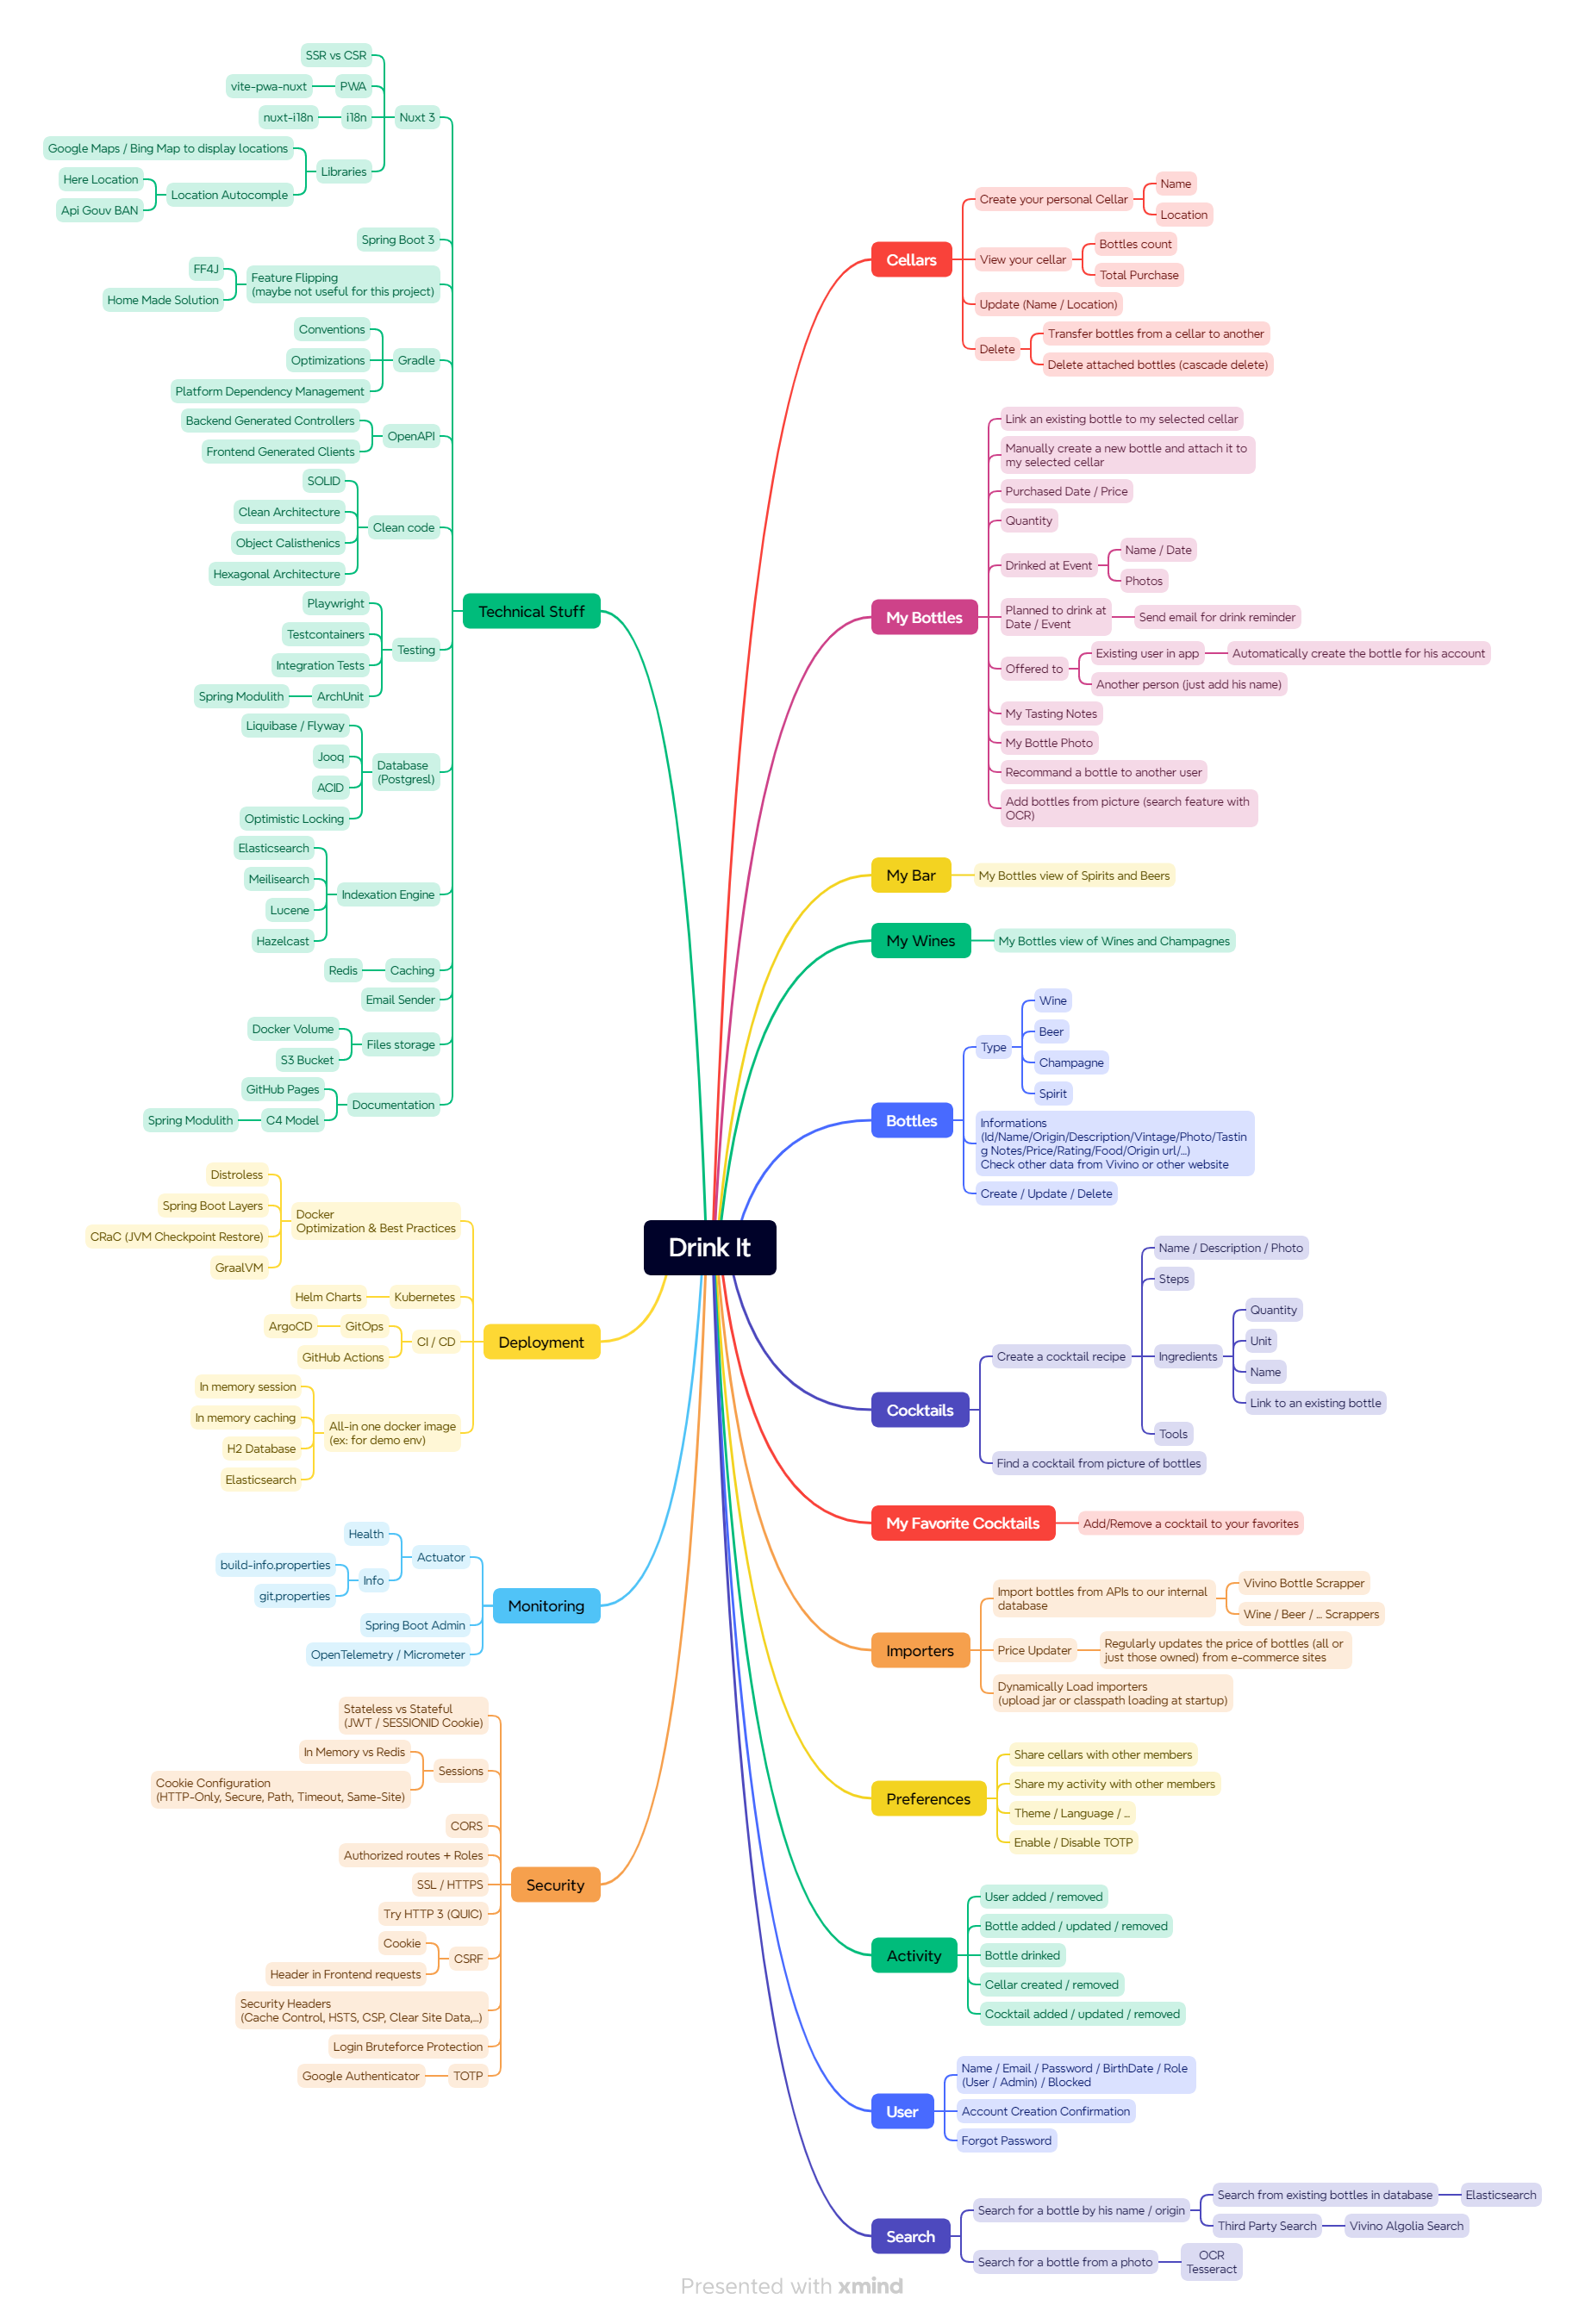 Drink It
Technical Stuff
Nuxt 3
SSR vs CSR
PWA
vite-pwa-nuxt
i18n
nuxt-i18n
Libraries
Google Maps / Bing Map to display locations
Location Autocomple
Here Location
Api Gouv BAN
Spring Boot 3
Feature Flipping
(maybe not useful for this project)
FF4J
Home Made Solution
Gradle
Conventions
Optimizations
Platform Dependency Management
OpenAPI
Backend Generated Controllers
Frontend Generated Clients
Clean code
SOLID
Clean Architecture
Object Calisthenics
Hexagonal Architecture
Testing
Playwright
Testcontainers
Integration Tests
ArchUnit
Spring Modulith
Database
(Postgresl)
Liquibase / Flyway
Jooq
ACID
Optimistic Locking
Indexation Engine
Elasticsearch
Meilisearch
Lucene
Hazelcast
Caching
Redis
Email Sender
Files storage
Docker Volume
S3 Bucket
Documentation
GitHub Pages
C4 Model
Spring Modulith
Deployment
Docker
Optimization & Best Practices
Distroless
Spring Boot Layers
CRaC (JVM Checkpoint Restore)
GraalVM
Kubernetes
Helm Charts
CI / CD
GitOps
ArgoCD
GitHub Actions
All-in one docker image
(ex: for demo env)
In memory session
In memory caching
H2 Database
Elasticsearch
Monitoring
Actuator
Health
Info
build-info.properties
git.properties
Spring Boot Admin
OpenTelemetry / Micrometer
Security
Stateless vs Stateful
(JWT / SESSIONID Cookie)
Sessions
In Memory vs Redis
Cookie Configuration
(HTTP-Only, Secure, Path, Timeout, Same-Site)
CORS
Authorized routes + Roles
SSL / HTTPS
Try HTTP 3 (QUIC)
CSRF
Cookie
Header in Frontend requests
Security Headers
(Cache Control, HSTS, CSP, Clear Site Data,...)
Login Bruteforce Protection
TOTP
Google Authenticator
Cellars
Create your personal Cellar
Name
Location
View your cellar
Bottles count
Total Purchase
Update (Name / Location)
Delete
Transfer bottles from a cellar to another
Delete attached bottles (cascade delete)
My Bottles
Link an existing bottle to my selected cellar
Manually create a new bottle and attach it to
my selected cellar
Purchased Date / Price
Quantity
Drinked at Event
Name / Date
Photos
Planned to drink at
Date / Event
Send email for drink reminder
Offered to
Existing user in app
Automatically create the bottle for his account
Another person (just add his name)
My Tasting Notes
My Bottle Photo
Recommand a bottle to another user
Add bottles from picture (search feature with
OCR)
My Bar
My Bottles view of Spirits and Beers
My Wines
My Bottles view of Wines and Champagnes
Bottles
Type
Wine
Beer
Champagne
Spirit
Informations
(Id/Name/Origin/Description/Vintage/Photo/Tastin
g Notes/Price/Rating/Food/Origin url/...)
Check other data from Vivino or other website
Create / Update / Delete
Cocktails
Create a cocktail recipe
Name / Description / Photo
Steps
Ingredients
Quantity
Unit
Name
Link to an existing bottle
Tools
Find a cocktail from picture of bottles
My Favorite Cocktails
Add/Remove a cocktail to your favorites
Importers
Import bottles from APIs to our internal
database
Vivino Bottle Scrapper
Wine / Beer / ... Scrappers
Price Updater
Regularly updates the price of bottles (all or
just those owned) from e-commerce sites
Dynamically Load importers
(upload jar or classpath loading at startup)
Preferences
Share cellars with other members
Share my activity with other members
Theme / Language / ...
Enable / Disable TOTP
Activity
User added / removed
Bottle added / updated / removed
Bottle drinked
Cellar created / removed
Cocktail added / updated / removed
User
Name / Email / Password / BirthDate / Role
(User / Admin) / Blocked
Account Creation Confirmation
Forgot Password
Search
Search for a bottle by his name / origin
Search from existing bottles in database
Elasticsearch
Third Party Search
Vivino Algolia Search
Search for a bottle from a photo
OCR
Tesseract
Presented with xmind